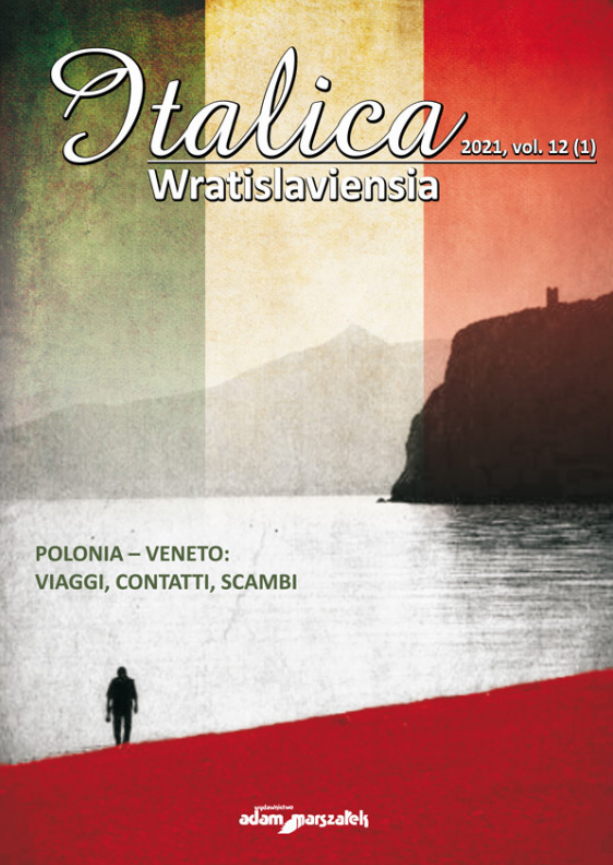 Italica
2021, vol. 12 (1)
Wratislaviensia
POLONIA – VENETO:
VIAGGI, CONTATTI, SCAMBI
wydawnictwo
adam marszałek